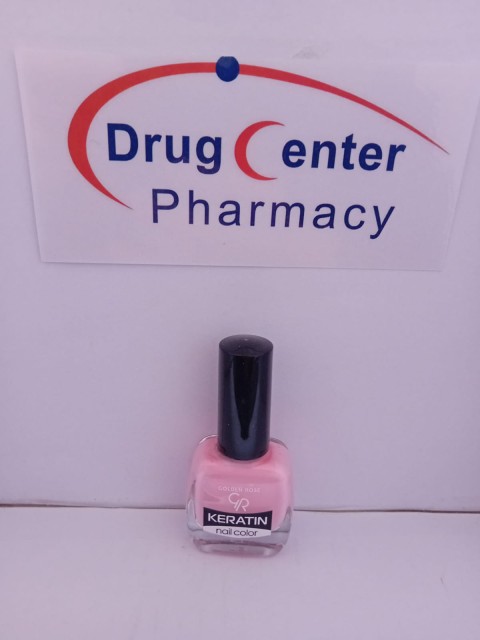 Drug Center
Pharmacy
GOLDEN ROSE
GR
KERATIN
nail color